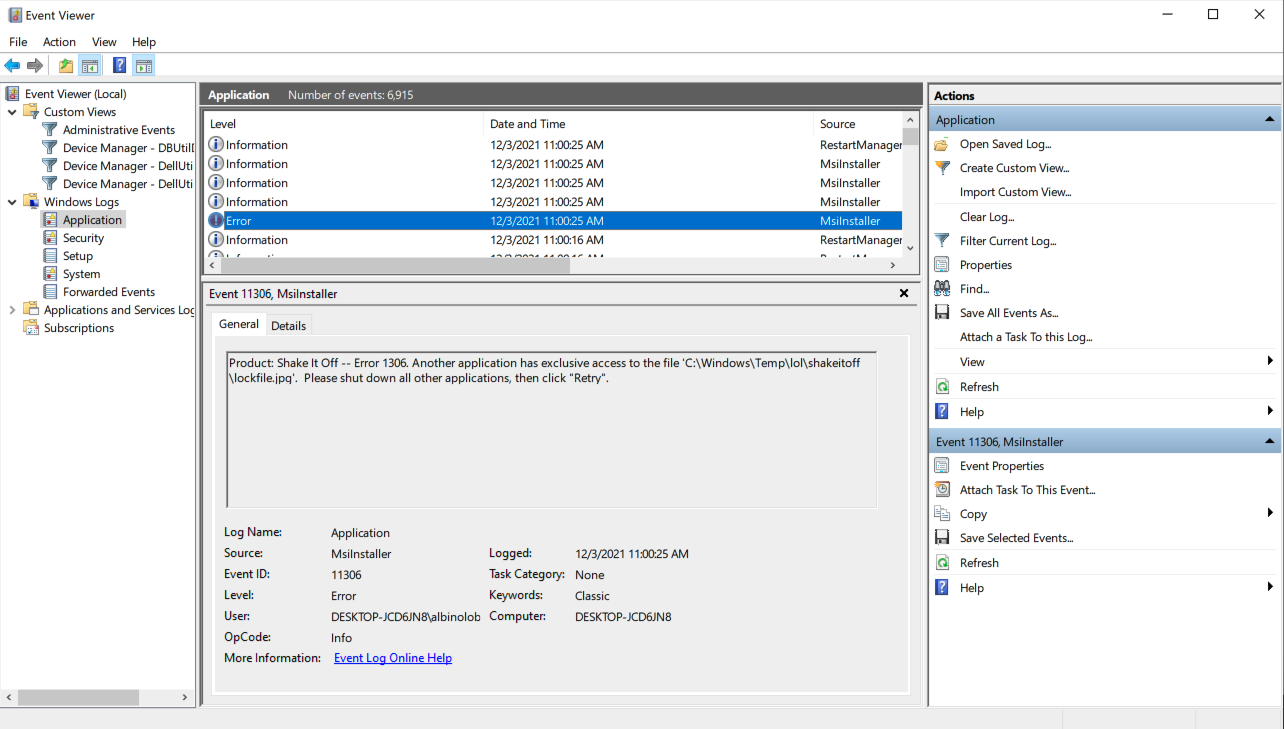 Event Viewer
File Action View Help
Event Viewer (Local)
Custom Views
Administrative Events
Device Manager - DBUtil
Device Manager - DellUti
Device Manager - DellUti
Windows Logs
Application
Security
Setup
System
Forwarded Events
Applications and Services Log
Subscriptions
Application Number of events: 6,915
Level Date and Time Source
Information 12/3/2021 11:00:25 AM RestartManager
Information 12/3/2021 11:00:25 AM MsiInstaller
Information 12/3/2021 11:00:25 AM MsiInstaller
Information 12/3/2021 11:00:25 AM MsiInstaller
Error 12/3/2021 11:00:25 AM MsiInstaller
Information 12/3/2021 11:00:16 AM RestartManager
Event 11306, MsiInstaller
General Details
Product: Shake It Off -- Error 1306. Another application has exclusive access to the file 'C:\Windows\Temp\lol\shakeitoff
\lockfile.jpg'. Please shut down all other applications, then click "Retry".
Log Name: Application
Source: MsiInstaller Logged: 12/3/2021 11:00:25 AM
Event ID: 11306 Task Category: None
Level: Error Keywords: Classic
User: DESKTOP-JCD6JN8\albinolob Computer: DESKTOP-JCD6JN8
OpCode: Info
More Information: Event Log Online Help
Actions
Application
Open Saved Log...
Create Custom View...
Import Custom View...
Clear Log...
Filter Current Log...
Properties
Find...
Save All Events As...
Attach a Task To this Log...
View
Refresh
Help
Event 11306, MsiInstaller
Event Properties
Attach Task To This Event...
Copy
Save Selected Events...
Refresh
Help